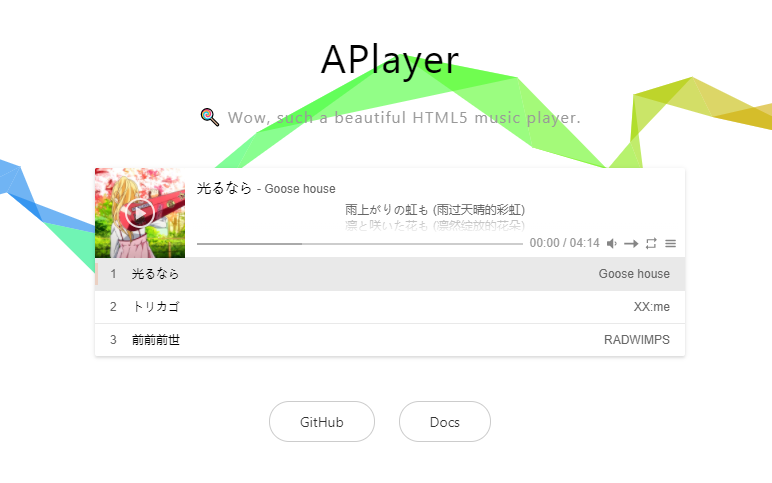 APlayer
🍭 Wow, such a beautiful HTML5 music player.
光るなら - Goose house
雨上がりの虹も (雨过天晴的彩虹)
凛と咲いた花も (凛然绽放的花朵)
00:00 / 04:14
1 光るなら Goose house
2 トリカゴ XX:me
3 前前前世 RADWIMPS
GitHub Docs